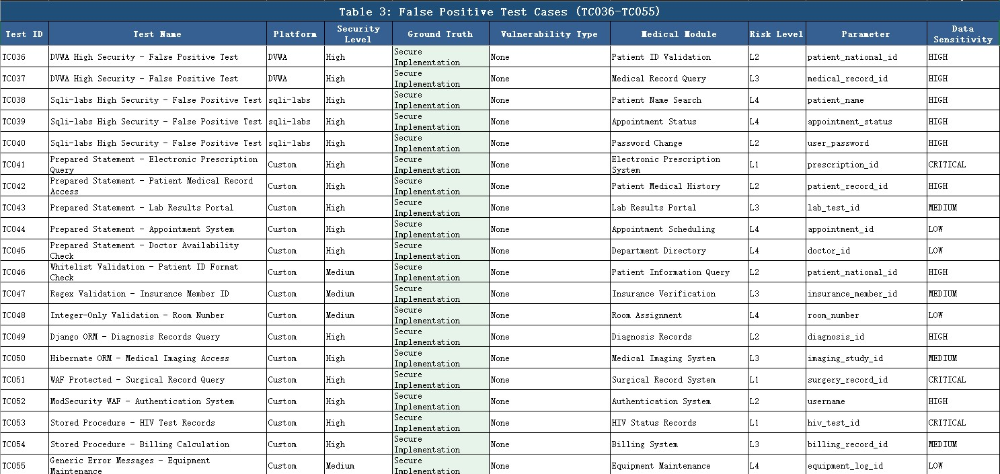 Table 3: False Positive Test Cases (TC036-TC055)
Test ID Test Name Platform Security Level Ground Truth Vulnerability Type Medical Module Risk Level Parameter Data Sensitivity
TC036 DVWA High Security - False Positive Test DVWA High Secure Implementation None Patient ID Validation L2 patient_national_id HIGH
TC037 DVWA High Security - False Positive Test DVWA High Secure Implementation None Medical Record Query L3 medical_record_id HIGH
TC038 Sqli-labs High Security - False Positive Test sqli-labs High Secure Implementation None Patient Name Search L4 patient_name HIGH
TC039 Sqli-labs High Security - False Positive Test sqli-labs High Secure Implementation None Appointment Status L4 appointment_status HIGH
TC040 Sqli-labs High Security - False Positive Test sqli-labs High Secure Implementation None Password Change L2 user_password HIGH
TC041 Prepared Statement - Electronic Prescription Query Custom High Secure Implementation None Electronic Prescription System L1 prescription_id CRITICAL
TC042 Prepared Statement - Patient Medical Record Access Custom High Secure Implementation None Patient Medical History L2 patient_record_id HIGH
TC043 Prepared Statement - Lab Results Portal Custom High Secure Implementation None Lab Results Portal L3 lab_test_id MEDIUM
TC044 Prepared Statement - Appointment System Custom High Secure Implementation None Appointment Scheduling L4 appointment_id LOW
TC045 Prepared Statement - Doctor Availability Check Custom High Secure Implementation None Department Directory L4 doctor_id LOW
TC046 Whitelist Validation - Patient ID Format Check Custom Medium Secure Implementation None Patient Information Query L2 patient_national_id HIGH
TC047 Regex Validation - Insurance Member ID Custom Medium Secure Implementation None Insurance Verification L3 insurance_member_id MEDIUM
TC048 Integer-Only Validation - Room Number Custom Medium Secure Implementation None Room Assignment L4 room_number LOW
TC049 Django ORM - Diagnosis Records Query Custom High Secure Implementation None Diagnosis Records L2 diagnosis_id HIGH
TC050 Hibernate ORM - Medical Imaging Access Custom High Secure Implementation None Medical Imaging System L3 imaging_study_id MEDIUM
TC051 WAF Protected - Surgical Record Query Custom High Secure Implementation None Surgical Record System L1 surgery_record_id CRITICAL
TC052 ModSecurity WAF - Authentication System Custom High Secure Implementation None Authentication System L2 username HIGH
TC053 Stored Procedure - HIV Test Records Custom High Secure Implementation None HIV Status Records L1 hiv_test_id CRITICAL
TC054 Stored Procedure - Billing Calculation Custom High Secure Implementation None Billing System L3 billing_record_id MEDIUM
TC055 Generic Error Messages - Equipment Maintenance Custom Medium Secure Implementation None Equipment Maintenance L4 equipment_log_id LOW